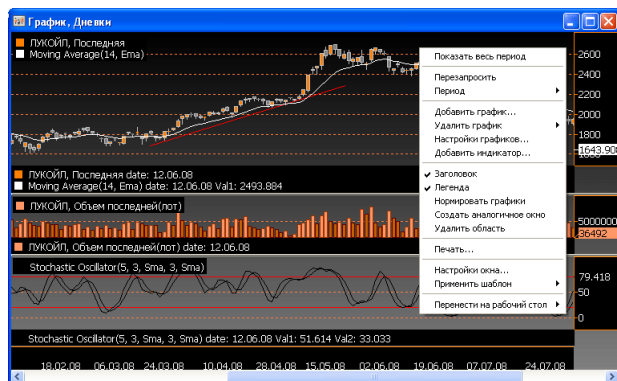 График, Дневки
ЛУКОЙЛ, Последняя
Moving Average(14, Ema)
2600
2400
2200
2000
1800
1643.900
ЛУКОЙЛ, Последняя date: 12.06.08
Moving Average(14, Ema) date: 12.06.08 Val1: 2493.884
ЛУКОЙЛ, Объем последней(лот)
5000000
86492
ЛУКОЙЛ, Объем последней(лот) date: 12.06.08
Stochastic Oscillator(5, 3, Sma, 3, Sma)
79.418
50
0
Stochastic Oscillator(5, 3, Sma, 3, Sma) date: 12.06.08 Val1: 51.614 Val2: 33.033
18.02.08 06.03.08 24.03.08 10.04.08 28.04.08 15.05.08 02.06.08 19.06.08 07.07.08 24.07.08
Показать весь период
Перезапросить
Период
Добавить график...
Удалить график
Настройки графиков...
Добавить индикатор...
Заголовок
Легенда
Нормировать графики
Создать аналогичное окно
Удалить область
Печать...
Настройки окна...
Применить шаблон
Перенести на рабочий стол